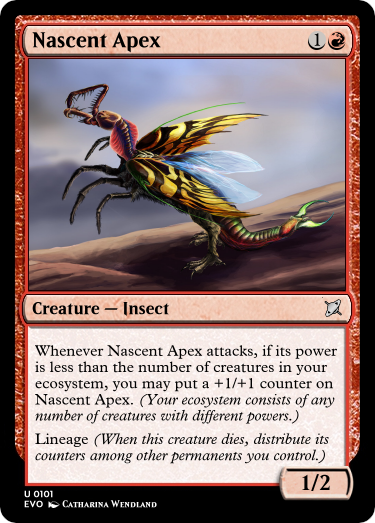 Nascent Apex 1
Creature — Insect
Whenever Nascent Apex attacks, if its power
is less than the number of creatures in your
ecosystem, you may put a +1/+1 counter on
Nascent Apex. (Your ecosystem consists of any
number of creatures with different powers.)
Lineage (When this creature dies, distribute its
counters among other permanents you control.)
1/2
U 0101
EVO Catharina Wendland